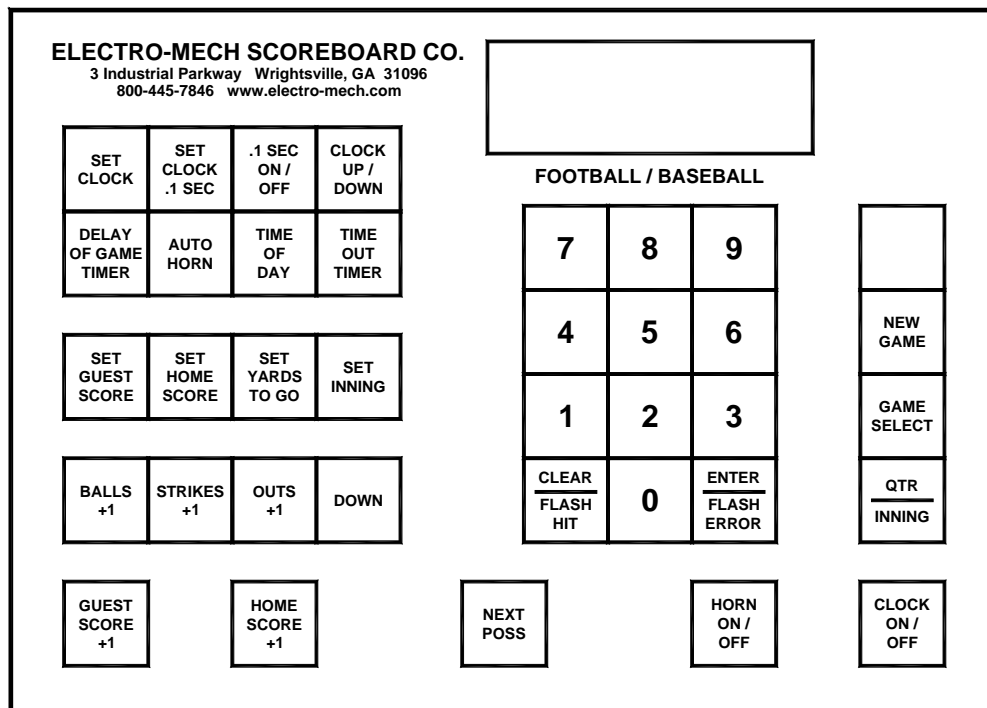 ELECTRO-MECH SCOREBOARD CO.
3 Industrial Parkway Wrightsville, GA 31096
800-445-7846 www.electro-mech.com
SET
CLOCK
SET
CLOCK
.1 SEC
.1 SEC
ON /
OFF
CLOCK
UP /
DOWN
DELAY
OF GAME
TIMER
AUTO
HORN
TIME
OF
DAY
TIME
OUT
TIMER
SET
GUEST
SCORE
SET
HOME
SCORE
SET
YARDS
TO GO
SET
INNING
BALLS
+1
STRIKES
+1
OUTS
+1
DOWN
GUEST
SCORE
+1
HOME
SCORE
+1
FOOTBALL / BASEBALL
7
8
9
4
5
6
1
2
3
CLEAR
FLASH
HIT
0
ENTER
FLASH
ERROR
NEW
GAME
GAME
SELECT
QTR
INNING
NEXT
POSS
HORN
ON /
OFF
CLOCK
ON /
OFF